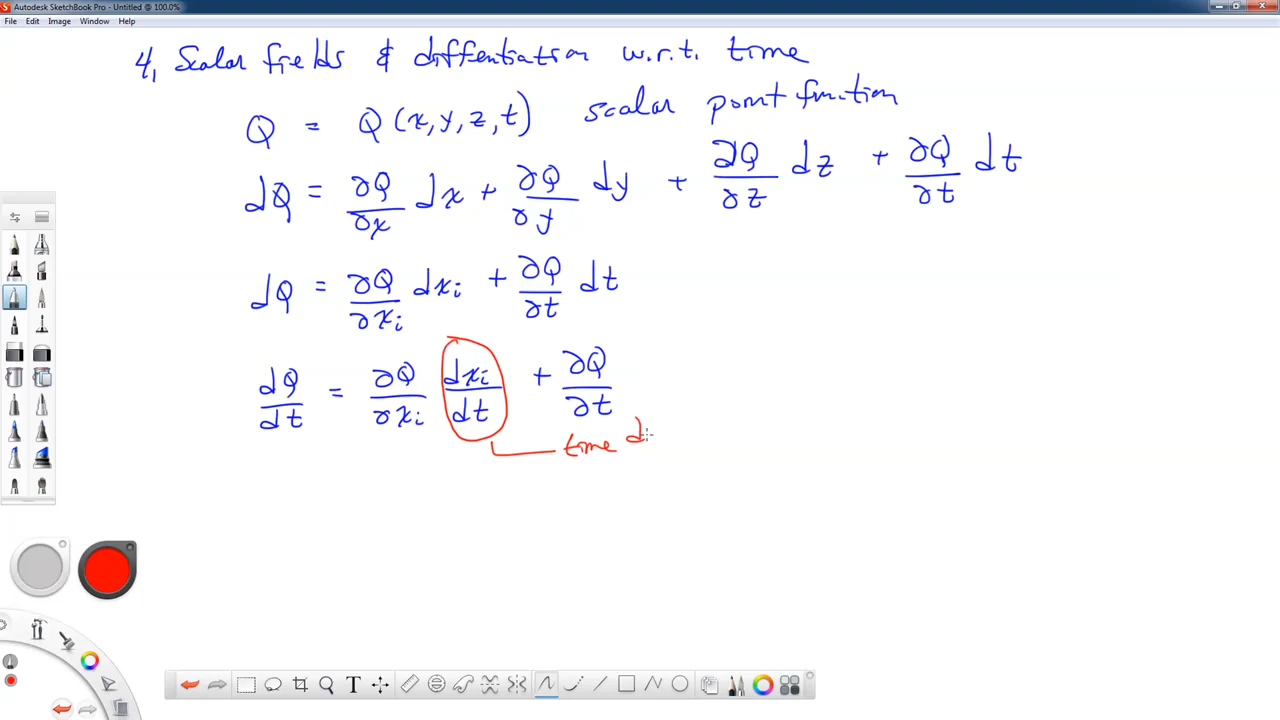 Autodesk SketchBook Pro - Untitled @ 100.0%
File Edit Image Window Help
4, Scalar fields & diffentiation w.r.t. time
Q = Q (x, y, z, t) scalar point function
dQ = ∂Q/∂x dx + ∂Q/∂y dy + ∂Q/∂z dz + ∂Q/∂t dt
dQ = ∂Q/∂xᵢ dxᵢ + ∂Q/∂t dt
dQ/dt = ∂Q/∂xᵢ dxᵢ/dt + ∂Q/∂t
time d
T